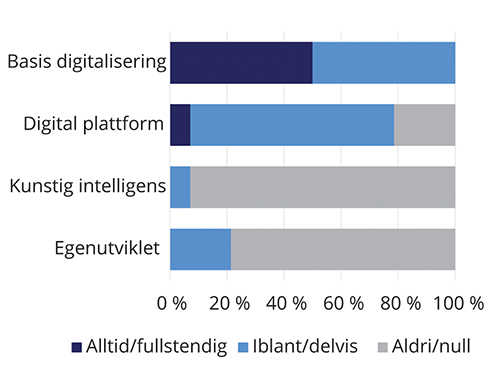 Basis digitalisering
Digital plattform
Kunstig intelligens
Egenutviklet
0 % 20 % 40 % 60 % 80 % 100 %
Alltid/fullstendig Iblant/delvis Aldri/null